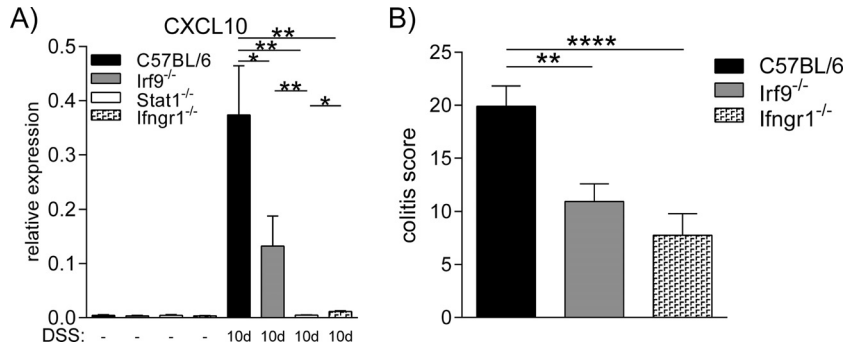 A)
CXCL10
relative expression
0.5
0.4
0.3
0.2
0.1
0.0
C57BL/6
Irf9-/-
Stat1-/-
Ifngr1-/-
**
**
*
**
*
DSS: - - - - 10d 10d 10d 10d
B)
colitis score
25
20
15
10
5
0
****
**
C57BL/6
Irf9-/-
Ifngr1-/-